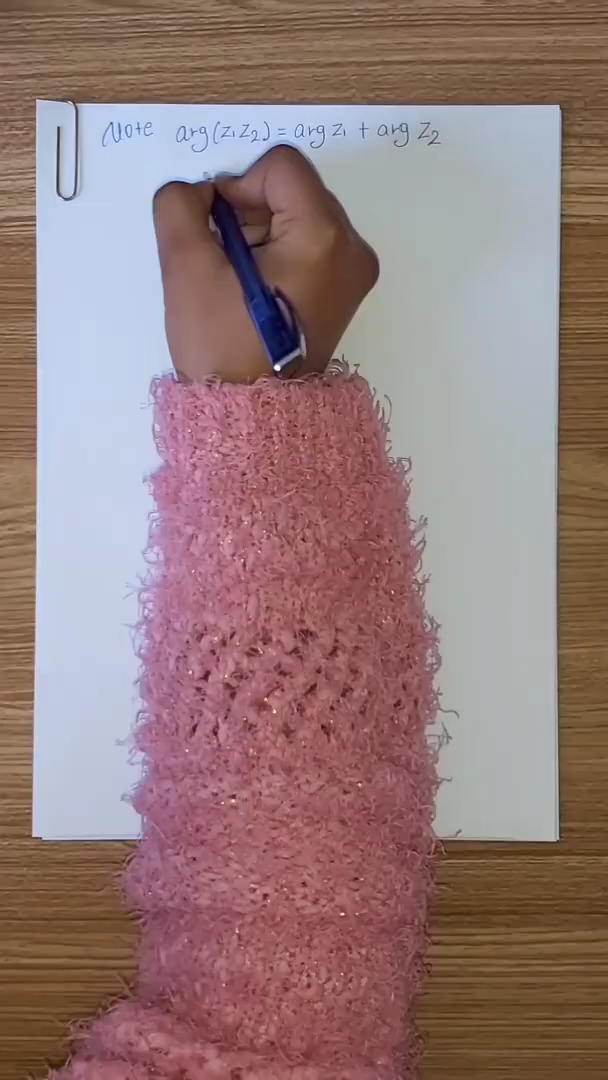 Note arg(z₁z₂) = arg z₁ + arg z₂